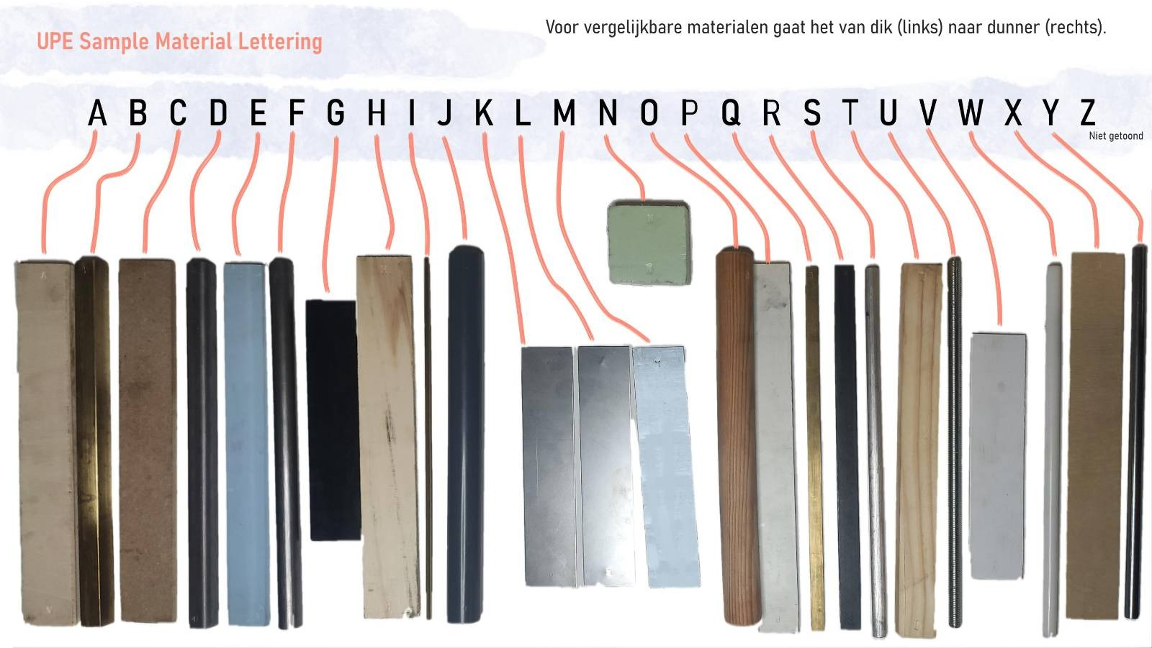 UPE Sample Material Lettering
Voor vergelijkbare materialen gaat het van dik (links) naar dunner (rechts).
A B C D E F G H I J K L M N O P Q R S T U V W X Y Z
Niet getoond